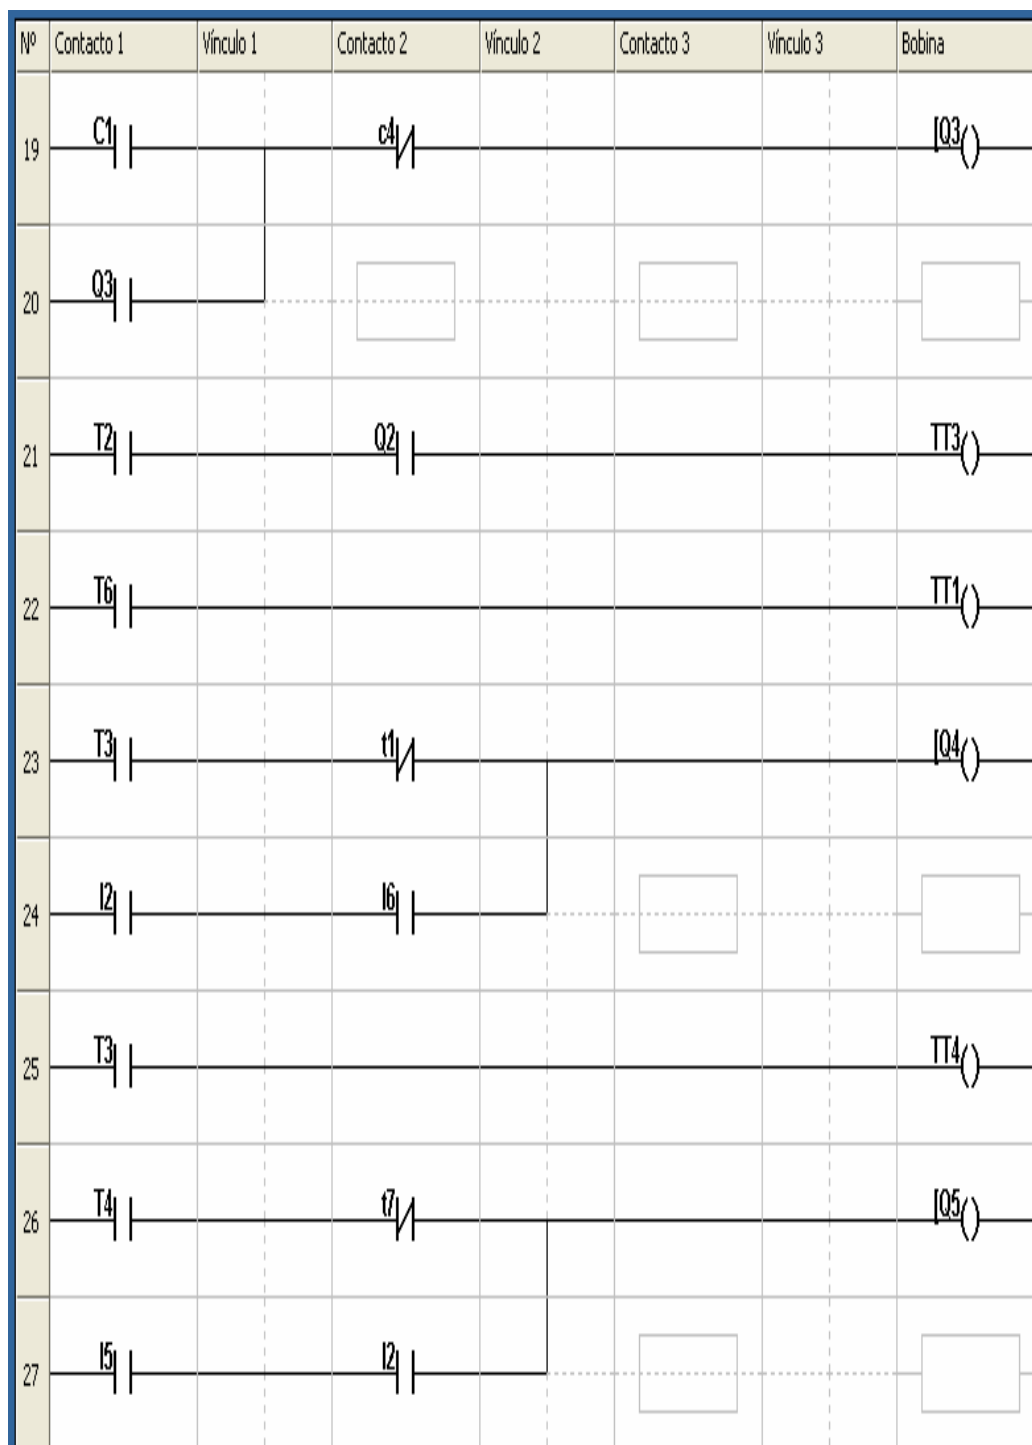 Nº Contacto 1 Vínculo 1 Contacto 2 Vínculo 2 Contacto 3 Vínculo 3 Bobina
19 C1 c4 [Q3
20 Q3
21 T2 Q2 TT3
22 T6 TT1
23 T3 t1 [Q4
24 I2 I6
25 T3 TT4
26 T4 t7 [Q5
27 I5 I2